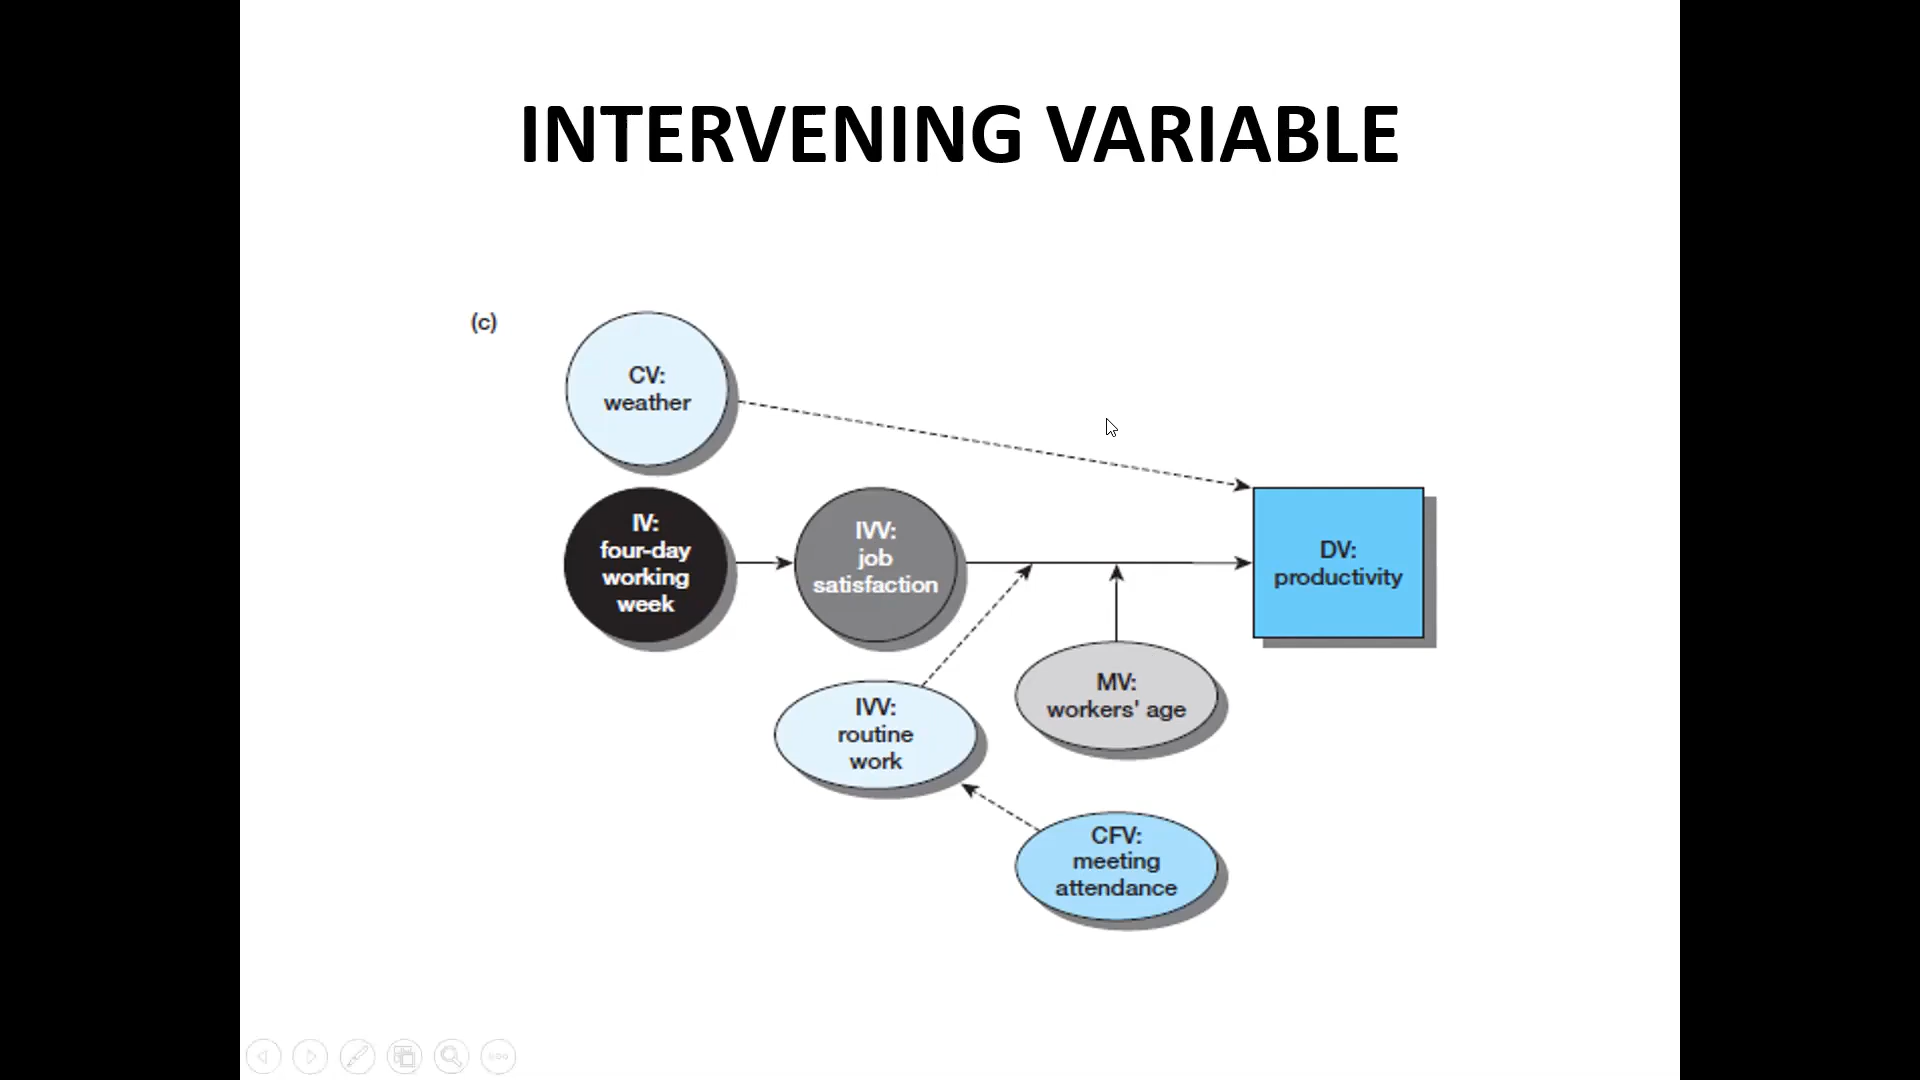 INTERVENING VARIABLE
(c)
CV:
weather
IV:
four-day
working
week
IVV:
job
satisfaction
DV:
productivity
IVV:
routine
work
MV:
workers' age
CFV:
meeting
attendance